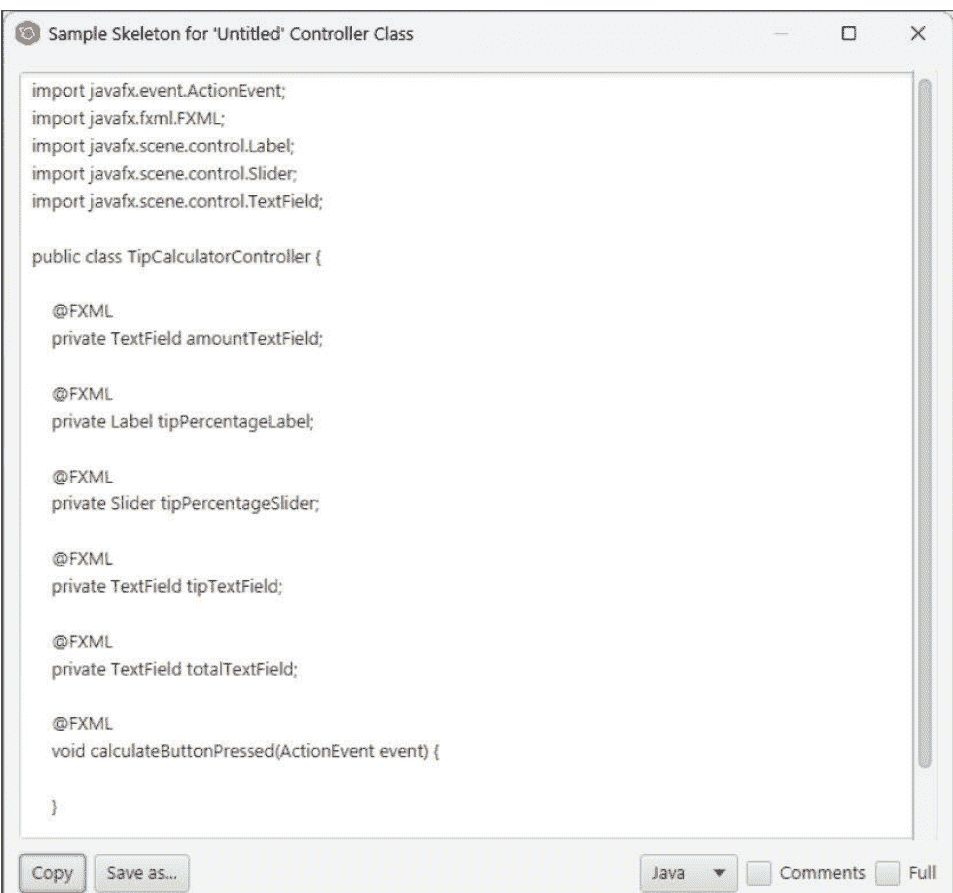 Sample Skeleton for 'Untitled' Controller Class
import javafx.event.ActionEvent;
import javafx.fxml.FXML;
import javafx.scene.control.Label;
import javafx.scene.control.Slider;
import javafx.scene.control.TextField;
public class TipCalculatorController {
@FXML
private TextField amountTextField;
@FXML
private Label tipPercentageLabel;
@FXML
private Slider tipPercentageSlider;
@FXML
private TextField tipTextField;
@FXML
private TextField totalTextField;
@FXML
void calculateButtonPressed(ActionEvent event) {
}
Copy Save as... Java Comments Full